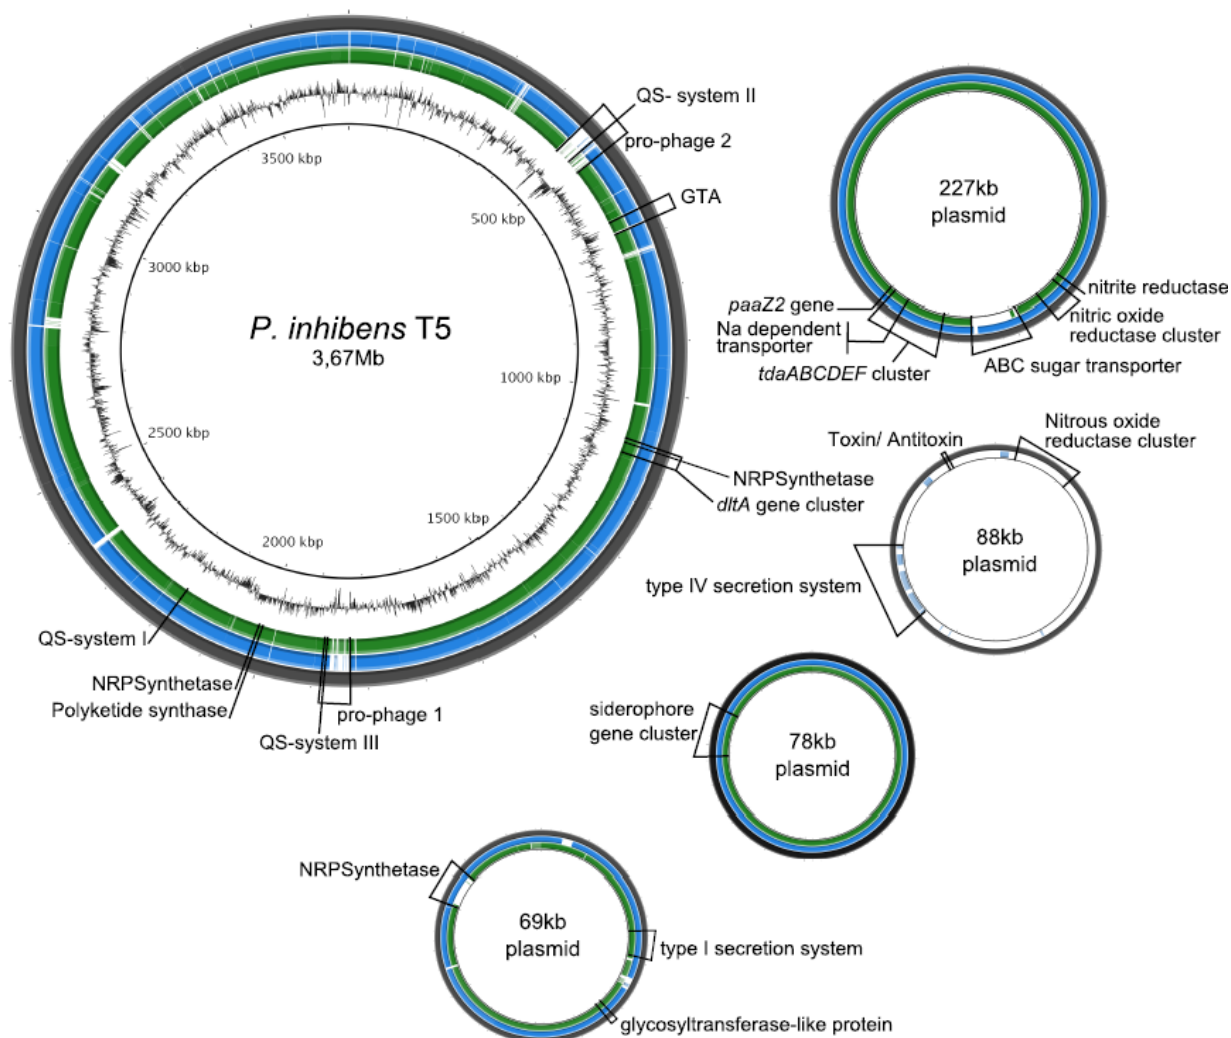 QS- system II
pro-phage 2
GTA
3500 kbp
500 kbp
3000 kbp
P. inhibens T5
3,67Mb
1000 kbp
2500 kbp
NRPSynthetase
dltA gene cluster
1500 kbp
2000 kbp
QS-system I
NRPSynthetase
Polyketide synthase
pro-phage 1
QS-system III
227kb
plasmid
nitrite reductase
paaZ2 gene
nitric oxide
reductase cluster
Na dependent
transporter
ABC sugar transporter
tdaABCDEF cluster
Toxin/ Antitoxin
Nitrous oxide
reductase cluster
88kb
plasmid
type IV secretion system
siderophore
gene cluster
78kb
plasmid
NRPSynthetase
69kb
plasmid
type I secretion system
glycosyltransferase-like protein